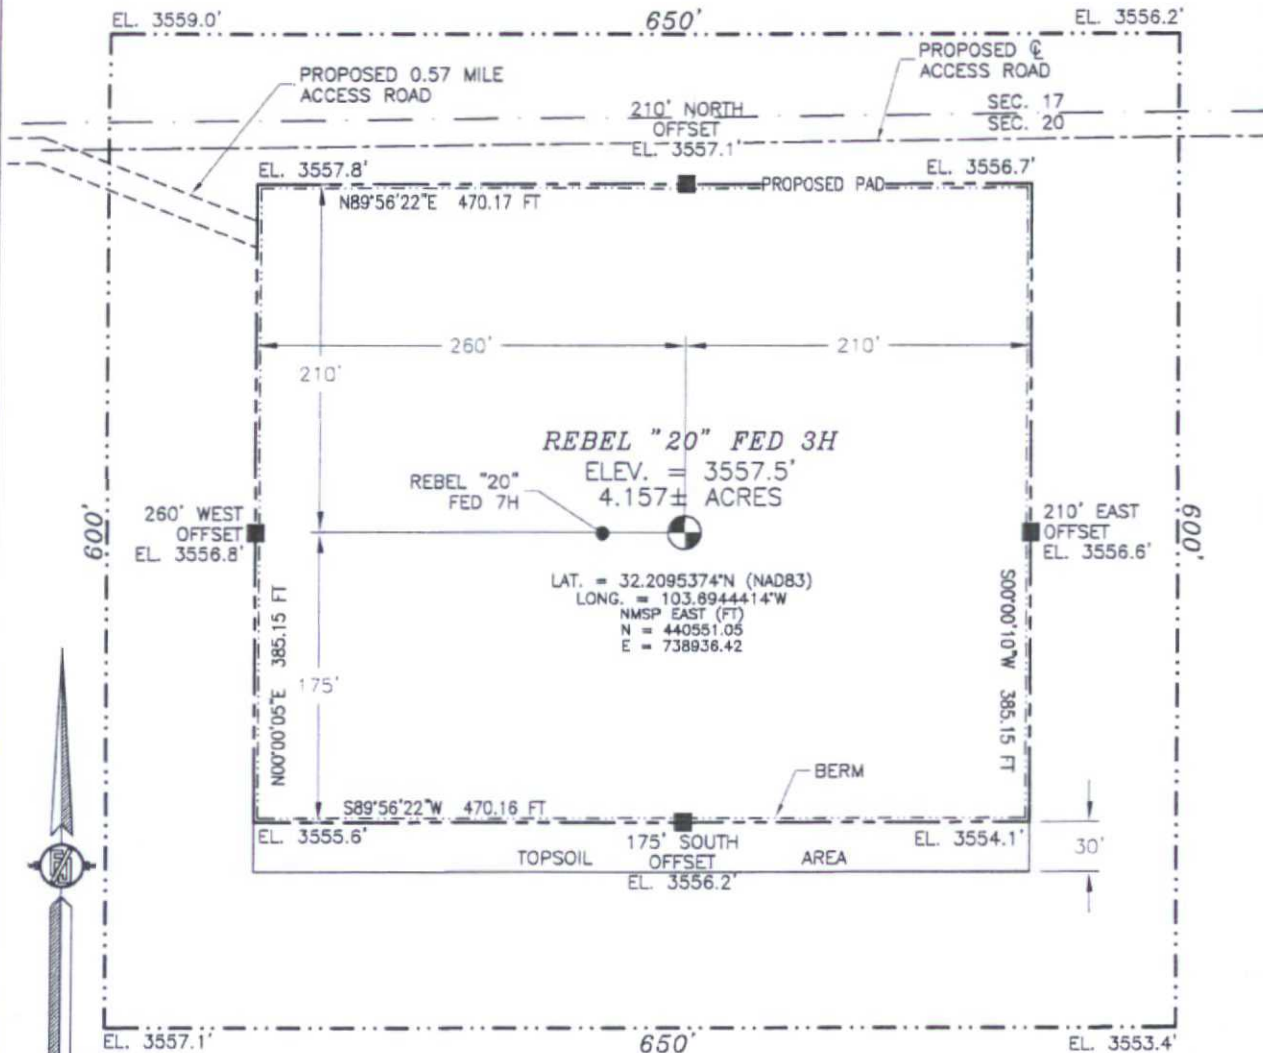 EL. 3559.0'
650'
EL. 3556.2'
PROPOSED 0.57 MILE
ACCESS ROAD
PROPOSED ℄
ACCESS ROAD
210' NORTH
OFFSET
EL. 3557.1'
SEC. 17
SEC. 20
EL. 3557.8'
EL. 3556.7'
PROPOSED PAD
N89°56'22"E 470.17 FT
260'
210'
210'
REBEL "20" FED 3H
ELEV. = 3557.5'
4.157± ACRES
REBEL "20"
FED 7H
600'
260' WEST
OFFSET
EL. 3556.8'
210' EAST
OFFSET
EL. 3556.6'
600'
LAT. = 32.2095374°N (NAD83)
LONG. = 103.6944414°W
NMSP EAST (FT)
N = 440551.05
E = 738936.42
N00°00'05"E 385.15 FT
175'
S00°00'10"W 385.15 FT
BERM
S89°56'22"W 470.16 FT
EL. 3555.6'
175' SOUTH
OFFSET
EL. 3556.2'
EL. 3554.1'
TOPSOIL AREA
30'
EL. 3557.1'
650'
EL. 3553.4'